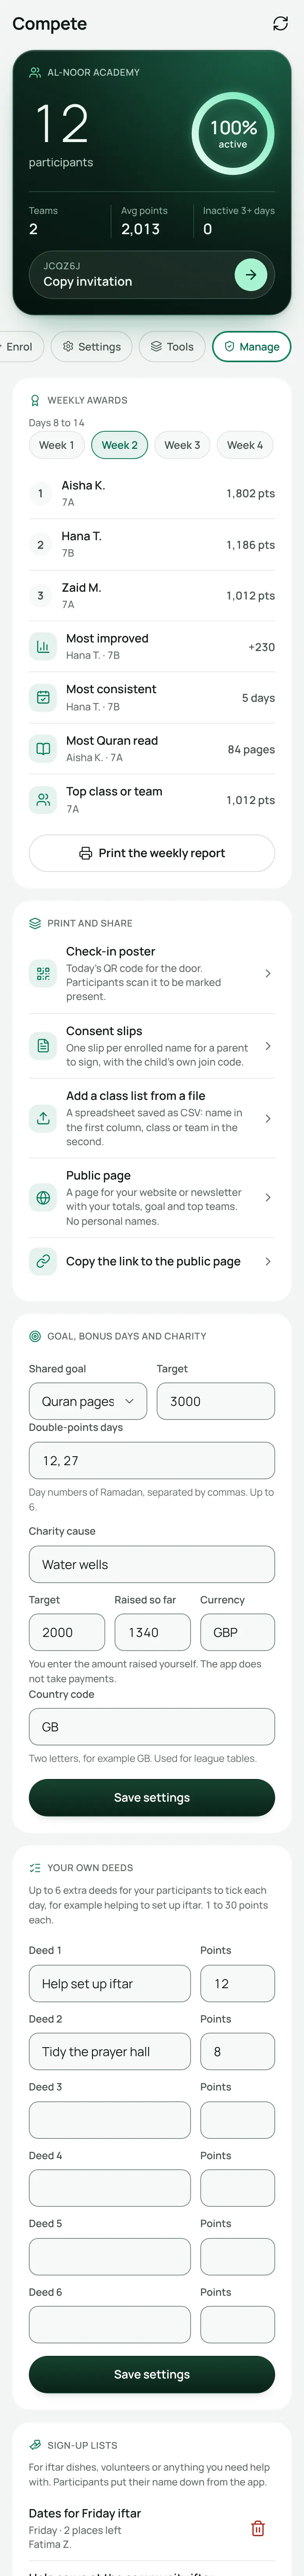 Compete
AL-NOOR ACADEMY
12
participants
100%
active
Teams
2
Avg points
2,013
Inactive 3+ days
0
JCQZ6J
Copy invitation
Enrol
Settings
Tools
Manage
WEEKLY AWARDS
Days 8 to 14
Week 1
Week 2
Week 3
Week 4
1
Aisha K.
7A
1,802 pts
2
Hana T.
7B
1,186 pts
3
Zaid M.
7A
1,012 pts
Most improved
Hana T. · 7B
+230
Most consistent
Hana T. · 7B
5 days
Most Quran read
Aisha K. · 7A
84 pages
Top class or team
7A
1,012 pts
Print the weekly report
PRINT AND SHARE
Check-in poster
Today's QR code for the door.
Participants scan it to be marked
present.
Consent slips
One slip per enrolled name for a parent
to sign, with the child's own join code.
Add a class list from a file
A spreadsheet saved as CSV: name in
the first column, class or team in the
second.
Public page
A page for your website or newsletter
with your totals, goal and top teams.
No personal names.
Copy the link to the public page
GOAL, BONUS DAYS AND CHARITY
Shared goal
Target
Quran pages
3000
Double-points days
12, 27
Day numbers of Ramadan, separated by commas. Up to
6.
Charity cause
Water wells
Target
Raised so far
Currency
2000
1340
GBP
You enter the amount raised yourself. The app does
not take payments.
Country code
GB
Two letters, for example GB. Used for league tables.
Save settings
YOUR OWN DEEDS
Up to 6 extra deeds for your participants to tick each
day, for example helping to set up iftar. 1 to 30 points
each.
Deed 1
Points
Help set up iftar
12
Deed 2
Points
Tidy the prayer hall
8
Deed 3
Points
Deed 4
Points
Deed 5
Points
Deed 6
Points
Save settings
SIGN-UP LISTS
For iftar dishes, volunteers or anything you need help
with. Participants put their name down from the app.
Dates for Friday iftar
Friday · 2 places left
Fatima Z.